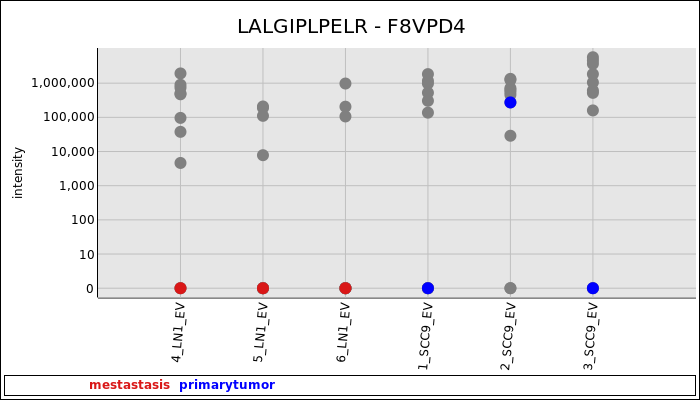 LALGIPLPELR - F8VPD4
intensity
1,000,000
100,000
10,000
1,000
100
10
0
4_LN1_EV
5_LN1_EV
6_LN1_EV
1_SCC9_EV
2_SCC9_EV
3_SCC9_EV
mestastasis primarytumor